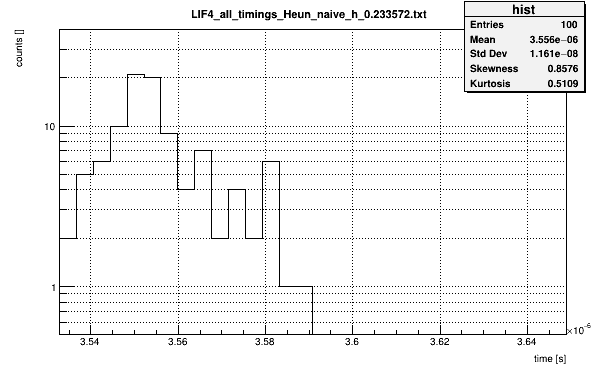 LIF4_all_timings_Heun_naive_h_0.233572.txt
hist
Entries 100
Mean 3.556e−06
Std Dev 1.161e−08
Skewness 0.8576
Kurtosis 0.5109
counts []
10
1
3.54 3.56 3.58 3.6 3.62 3.64
×10−6
time [s]